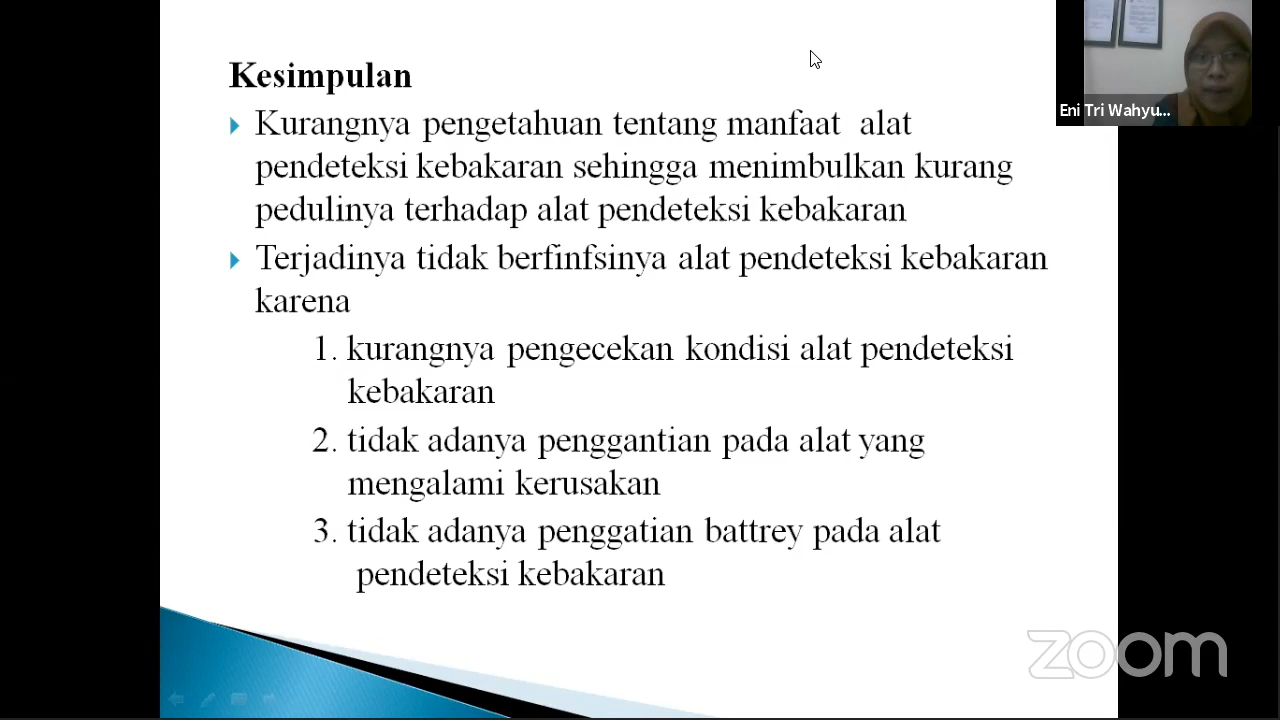 Kesimpulan
Kurangnya pengetahuan tentang manfaat alat
pendeteksi kebakaran sehingga menimbulkan kurang
pedulinya terhadap alat pendeteksi kebakaran
Terjadinya tidak berfinfsinya alat pendeteksi kebakaran
karena
1. kurangnya pengecekan kondisi alat pendeteksi
kebakaran
2. tidak adanya penggantian pada alat yang
mengalami kerusakan
3. tidak adanya penggatian battrey pada alat
pendeteksi kebakaran
Eni Tri Wahyu...
zoom